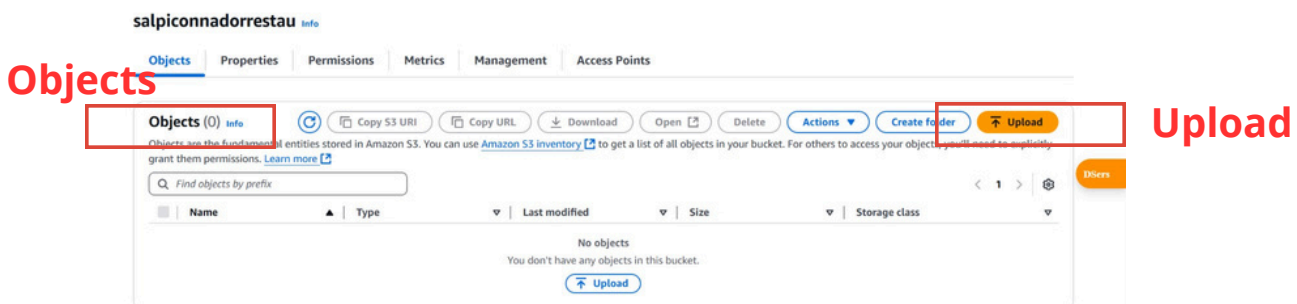 salpiconnadorrestau Info
Objects Properties Permissions Metrics Management Access Points
Objects
Objects (0) Info Copy S3 URI Copy URL Download Open Delete Actions Create folder Upload
Upload
Objects are the fundamental entities stored in Amazon S3. You can use Amazon S3 inventory to get a list of all objects in your bucket. For others to access your objects, you'll need to explicitly
grant them permissions. Learn more
DSers
Find objects by prefix 1
Name Type Last modified Size Storage class
No objects
You don't have any objects in this bucket.
Upload